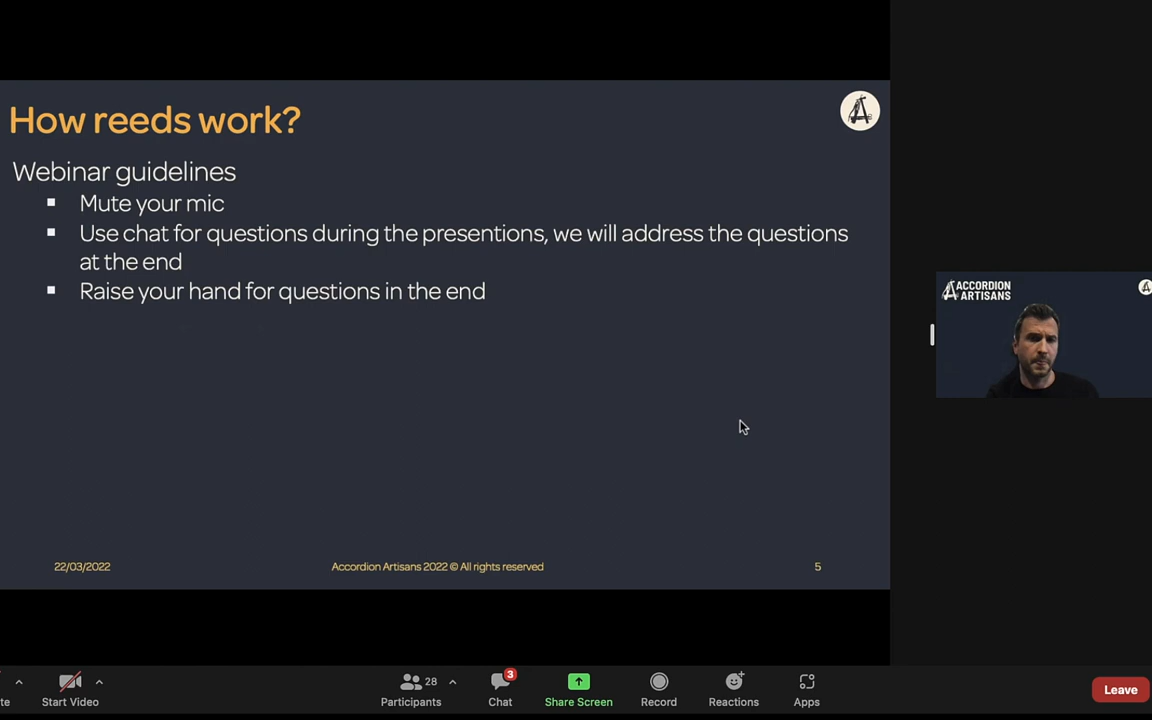 How reeds work?
Webinar guidelines
Mute your mic
Use chat for questions during the presentions, we will address the questions
at the end
Raise your hand for questions in the end
ACCORDION
ARTISANS
22/03/2022
Accordion Artisans 2022 © All rights reserved
5
te
Start Video
28
Participants
3
Chat
Share Screen
Record
Reactions
Apps
Leave